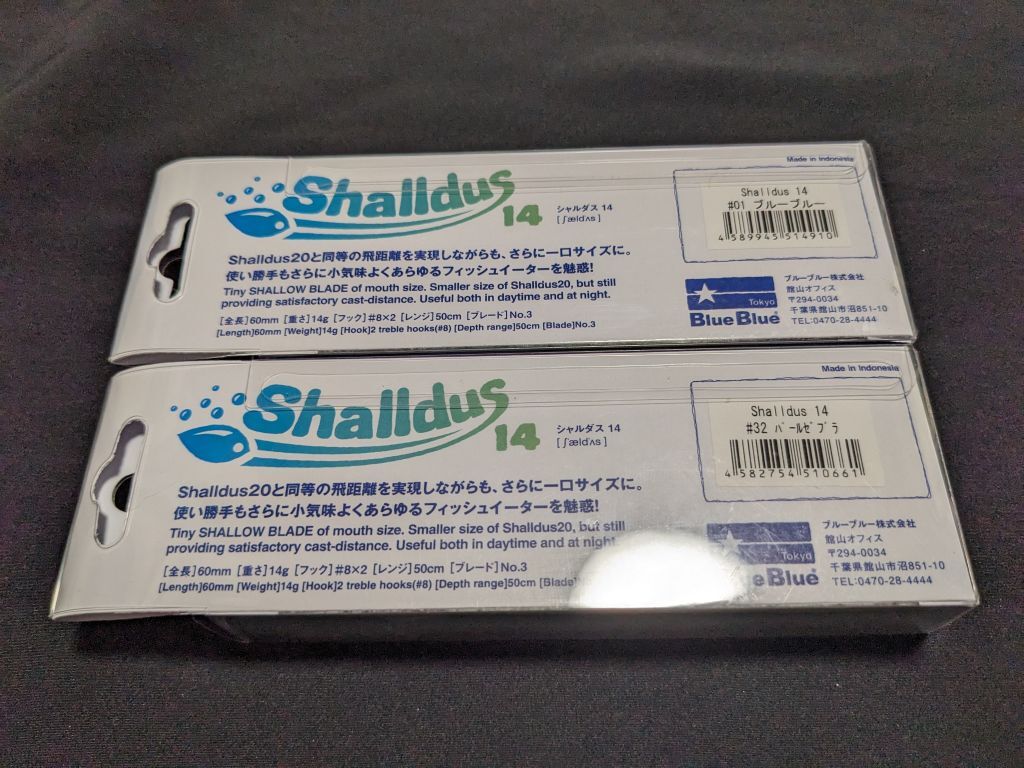 Made in Indonesia
Shalldus 14
シャルダス 14
[ʃældʌs]
Shalldus 14
#01 ブルーブルー
4 589945 514910
Shalldus20と同等の飛距離を実現しながらも、さらに一口サイズに。
使い勝手もさらに小気味よくあらゆるフィッシュイーターを魅惑!
Tiny SHALLOW BLADE of mouth size. Smaller size of Shalldus20, but still
providing satisfactory cast-distance. Useful both in daytime and at night.
[全長]60mm [重さ]14g [フック]#8×2 [レンジ]50cm [ブレード]No.3
[Length]60mm [Weight]14g [Hook]2 treble hooks(#8) [Depth range]50cm [Blade]No.3
Tokyo
BlueBlue®
ブルーブルー株式会社
館山オフィス
〒294-0034
千葉県館山市沼851-10
TEL:0470-28-4444
Made in Indonesia
Shalldus 14
シャルダス 14
[ʃældʌs]
Shalldus 14
#32 パールゼブラ
4 582754 510661
Shalldus20と同等の飛距離を実現しながらも、さらに一口サイズに。
使い勝手もさらに小気味よくあらゆるフィッシュイーターを魅惑!
Tiny SHALLOW BLADE of mouth size. Smaller size of Shalldus20, but still
providing satisfactory cast-distance. Useful both in daytime and at night.
[全長]60mm [重さ]14g [フック]#8×2 [レンジ]50cm [ブレード]No.3
[Length]60mm [Weight]14g [Hook]2 treble hooks(#8) [Depth range]50cm [Blade]
Tokyo
Blue®
ブルーブルー株式会社
館山オフィス
〒294-0034
千葉県館山市沼851-10
TEL:0470-28-4444